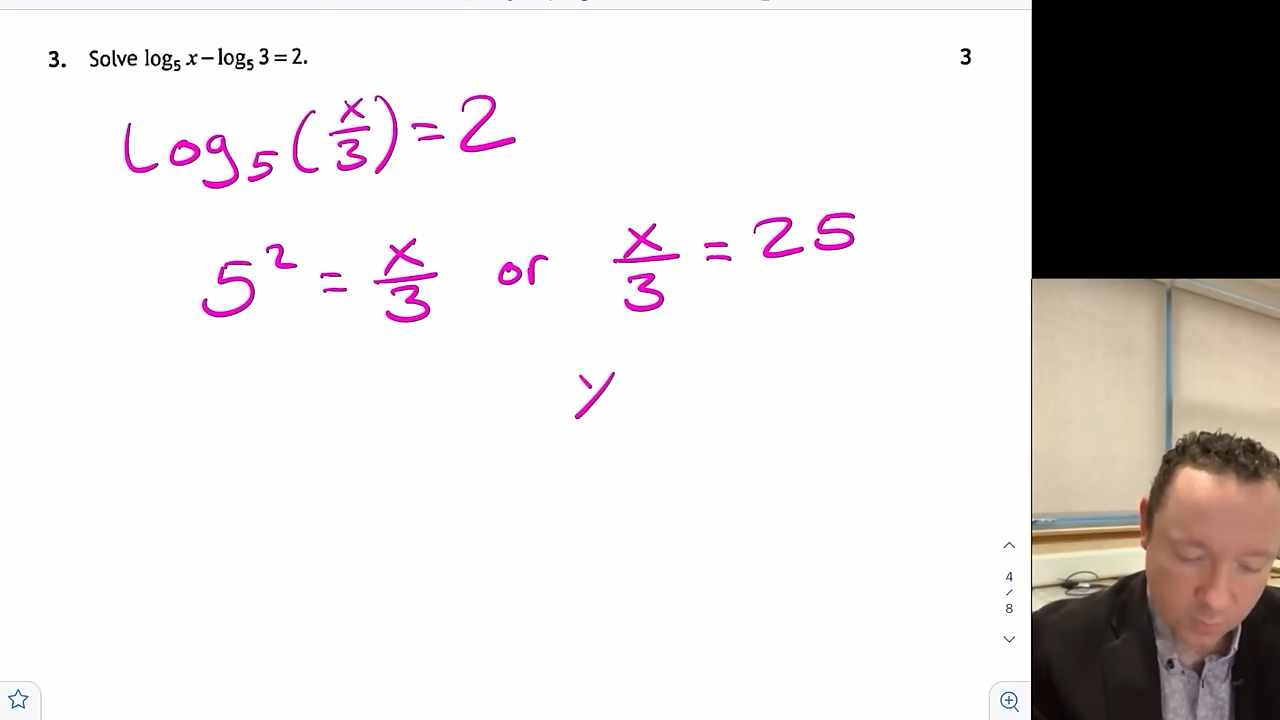 3. Solve log₅ x − log₅ 3 = 2. 3
Log₅(x/3) = 2
5² = x/3 or x/3 = 25
4
/
8